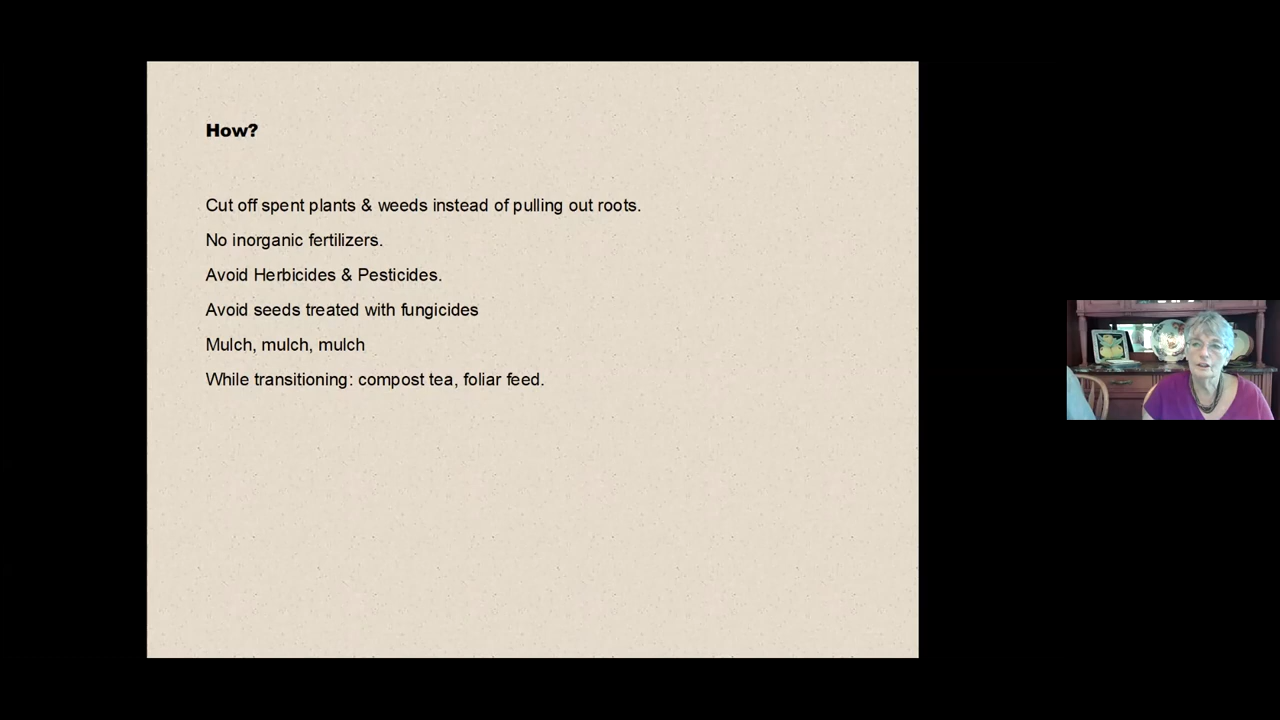 How?
Cut off spent plants & weeds instead of pulling out roots.
No inorganic fertilizers.
Avoid Herbicides & Pesticides.
Avoid seeds treated with fungicides
Mulch, mulch, mulch
While transitioning: compost tea, foliar feed.